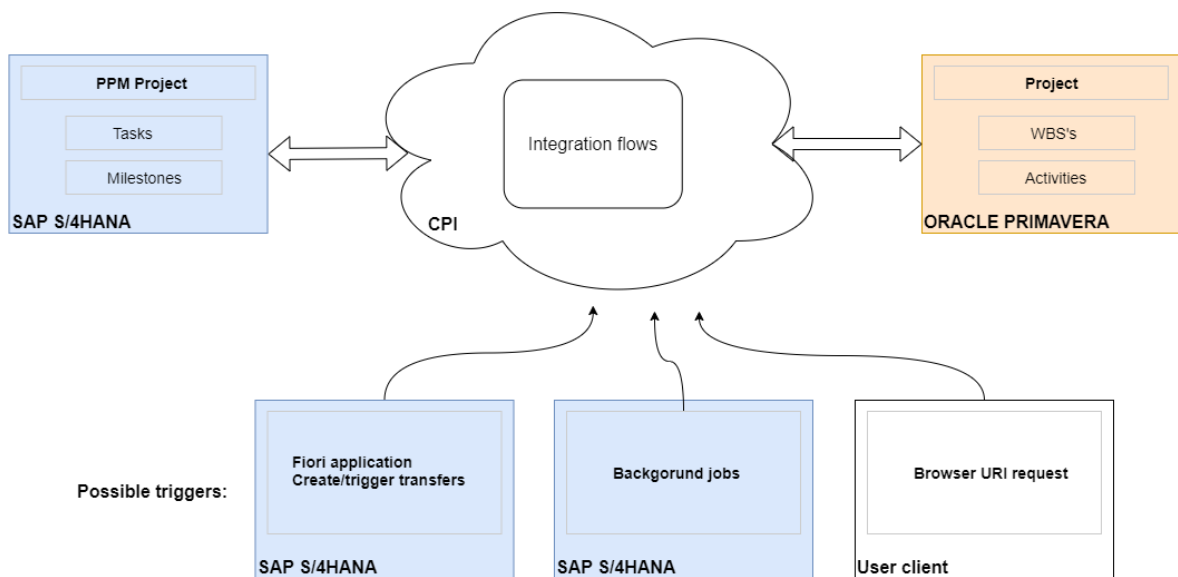 PPM Project
Tasks
Milestones
SAP S/4HANA
Integration flows
CPI
Project
WBS's
Activities
ORACLE PRIMAVERA
Possible triggers:
Fiori application
Create/trigger transfers
SAP S/4HANA
Backgorund jobs
SAP S/4HANA
Browser URI request
User client